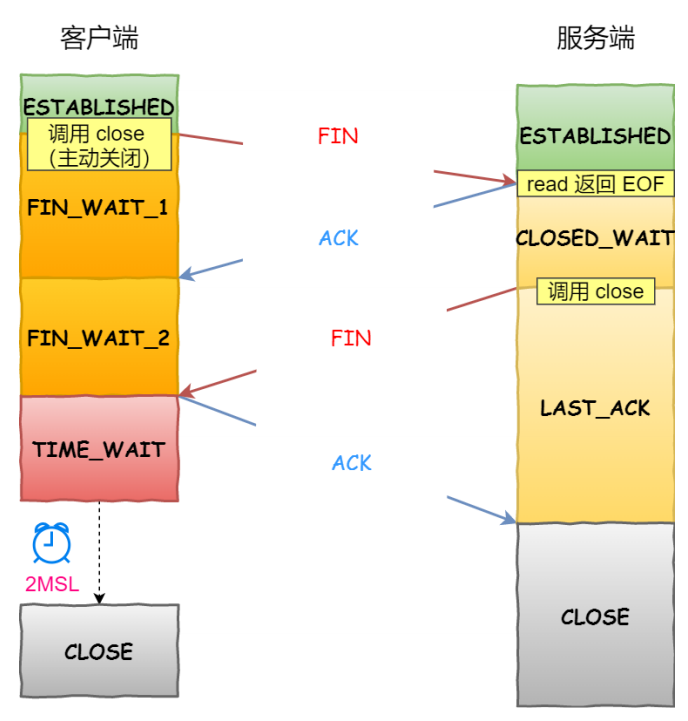 客户端
服务端
ESTABLISHED
调用 close
(主动关闭)
FIN
ESTABLISHED
read 返回 EOF
FIN_WAIT_1
ACK
CLOSED_WAIT
调用 close
FIN_WAIT_2
FIN
LAST_ACK
TIME_WAIT
ACK
2MSL
CLOSE
CLOSE